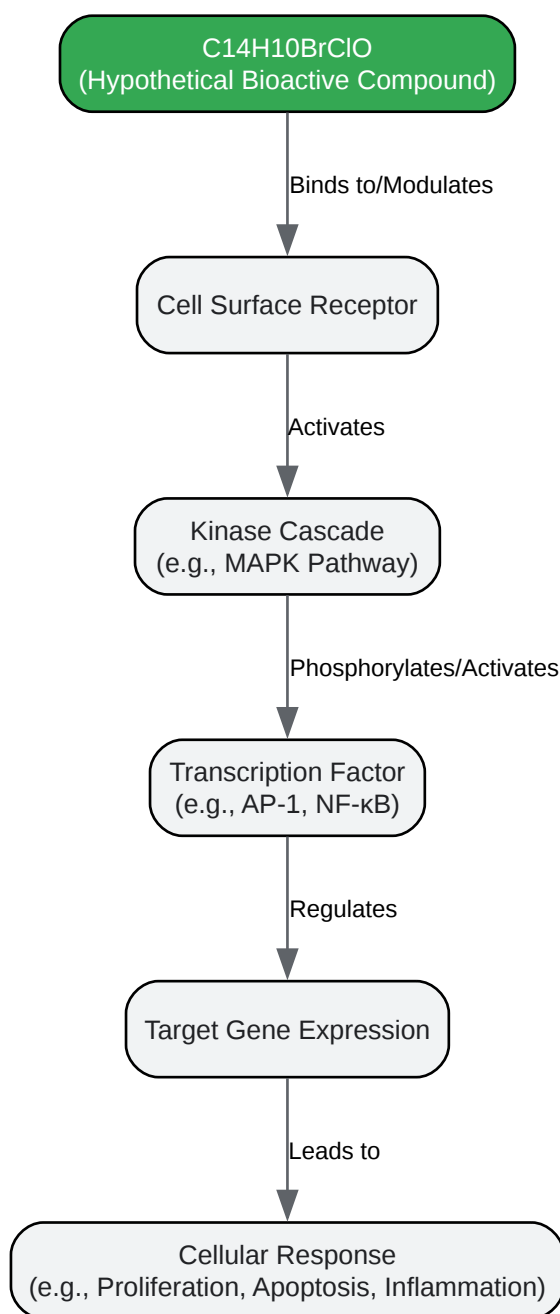 C14H10BrClO
(Hypothetical Bioactive Compound)
Binds to/Modulates
Cell Surface Receptor
Activates
Kinase Cascade
(e.g., MAPK Pathway)
Phosphorylates/Activates
Transcription Factor
(e.g., AP-1, NF-κB)
Regulates
Target Gene Expression
Leads to
Cellular Response
(e.g., Proliferation, Apoptosis, Inflammation)